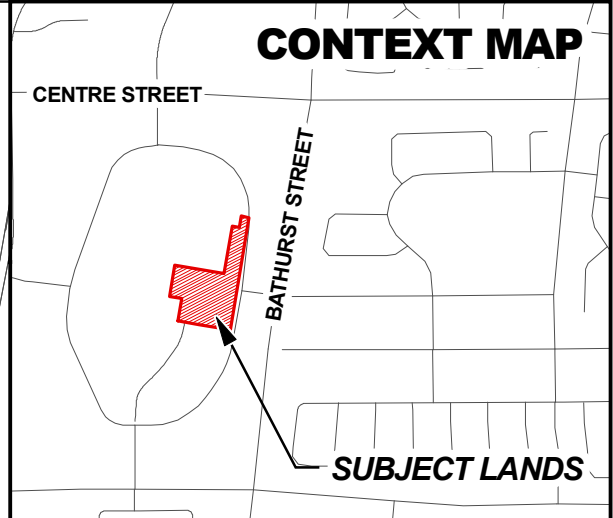 CONTEXT MAP
CENTRE STREET
BATHURST STREET
SUBJECT LANDS